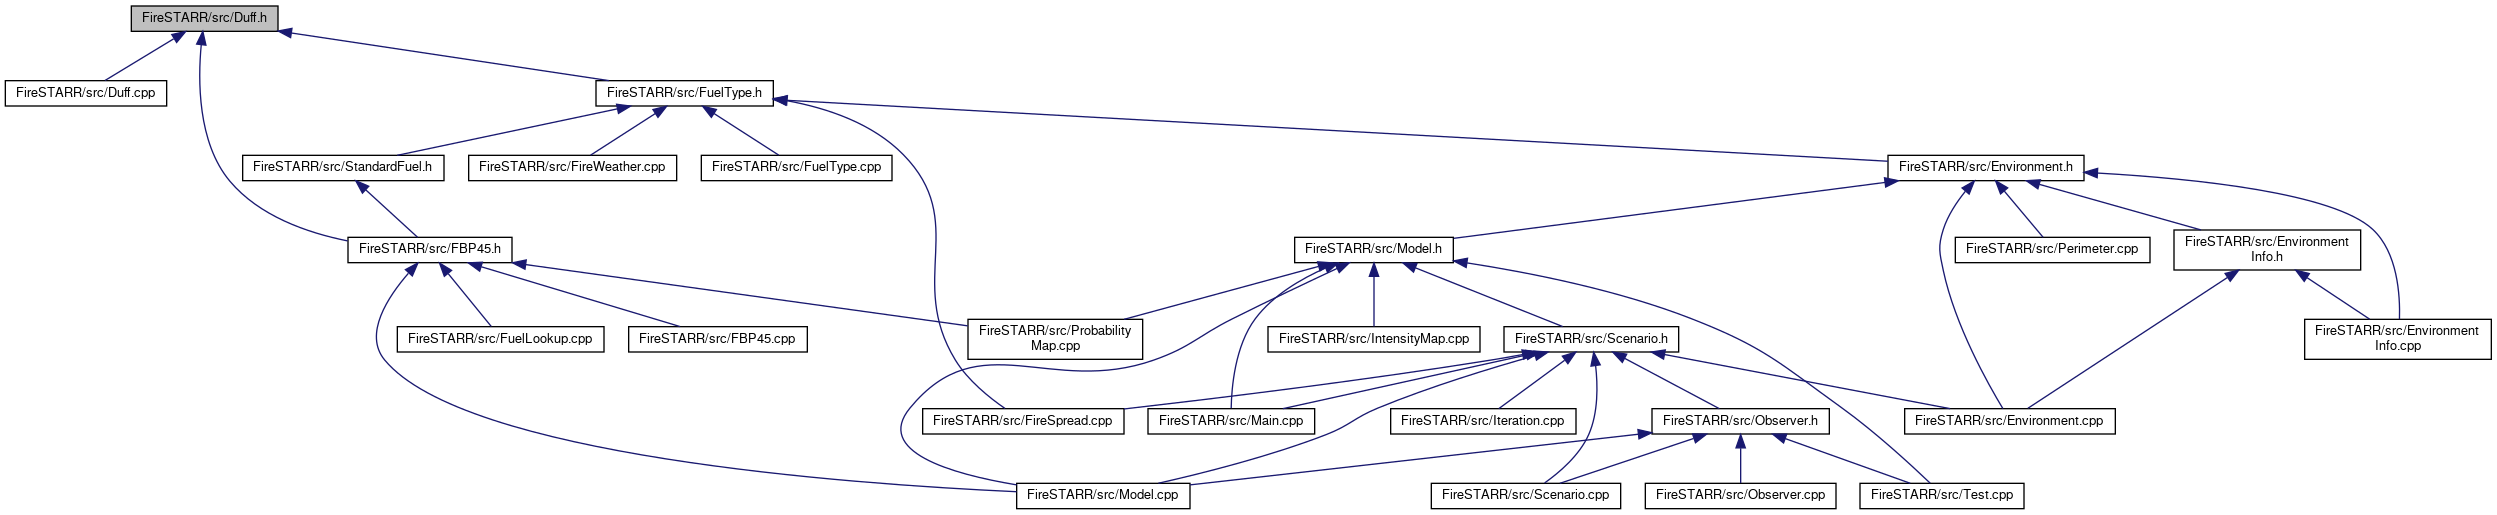 FireSTARR/src/Duff.h
FireSTARR/src/Duff.cpp
FireSTARR/src/FuelType.h
FireSTARR/src/StandardFuel.h
FireSTARR/src/FireWeather.cpp
FireSTARR/src/FuelType.cpp
FireSTARR/src/Environment.h
FireSTARR/src/FBP45.h
FireSTARR/src/Model.h
FireSTARR/src/Perimeter.cpp
FireSTARR/src/Environment
Info.h
FireSTARR/src/FuelLookup.cpp
FireSTARR/src/FBP45.cpp
FireSTARR/src/Probability
Map.cpp
FireSTARR/src/IntensityMap.cpp
FireSTARR/src/Scenario.h
FireSTARR/src/Environment
Info.cpp
FireSTARR/src/FireSpread.cpp
FireSTARR/src/Main.cpp
FireSTARR/src/Iteration.cpp
FireSTARR/src/Observer.h
FireSTARR/src/Environment.cpp
FireSTARR/src/Model.cpp
FireSTARR/src/Scenario.cpp
FireSTARR/src/Observer.cpp
FireSTARR/src/Test.cpp